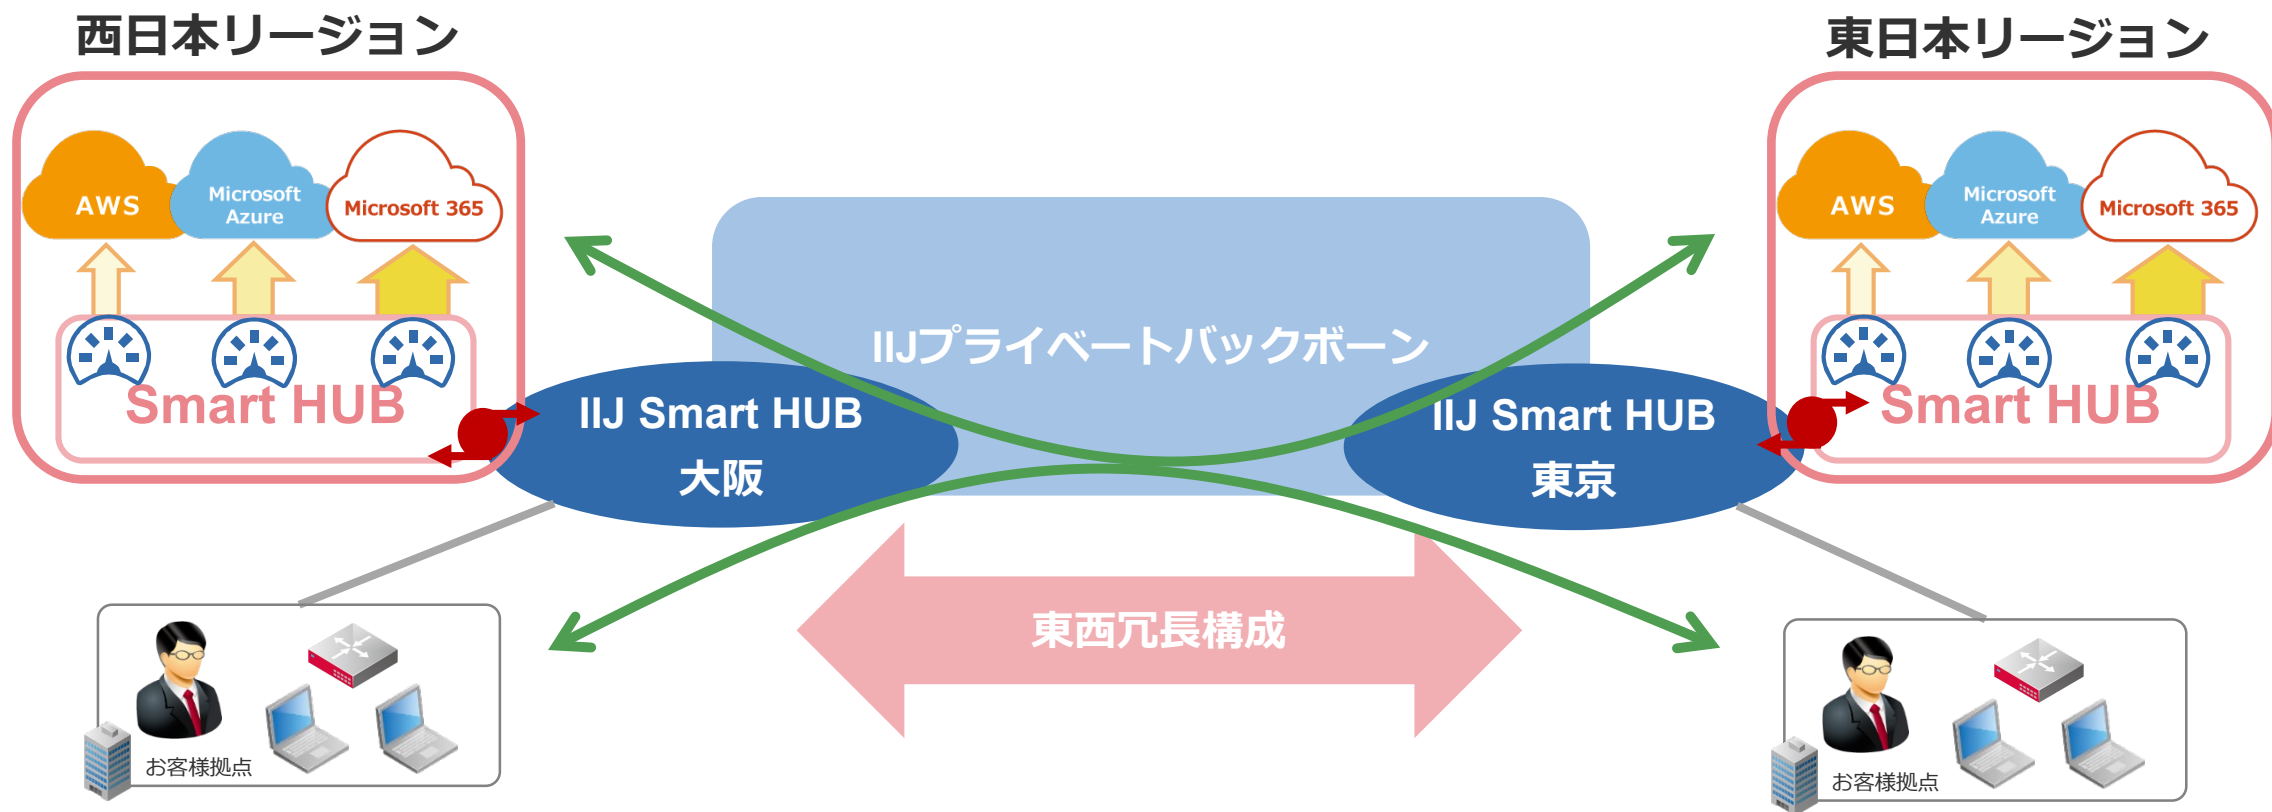 西日本リージョン
東日本リージョン
AWS
Microsoft
Azure
Microsoft 365
AWS
Microsoft
Azure
Microsoft 365
IIJプライベートバックボーン
Smart HUB
IIJ Smart HUB
大阪
IIJ Smart HUB
東京
Smart HUB
東西冗長構成
お客様拠点
お客様拠点